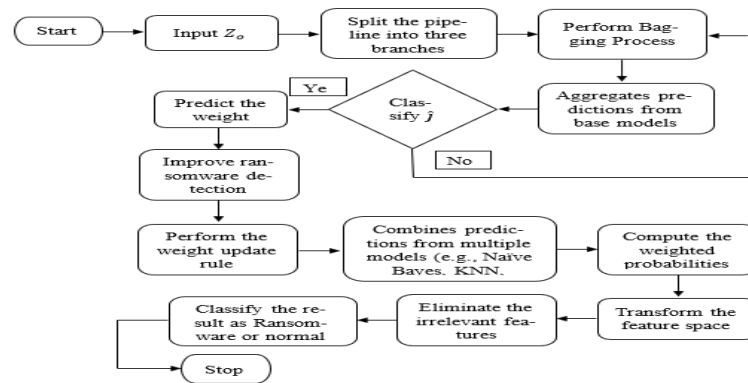 Start
Input Zₒ
Split the pipe-
line into three
branches
Perform Bag-
ging Process
Aggregates pre-
dictions from
base models
Clas-
sify ĵ
Ye
No
Predict the
weight
Improve ran-
somware de-
tection
Perform the
weight update
rule
Combines predic-
tions from multiple
models (e.g., Naïve
Bayes, KNN,
Compute the
weighted
probabilities
Transform the
feature space
Eliminate the
irrelevant fea-
tures
Classify the re-
sult as Ransom-
ware or normal
Stop